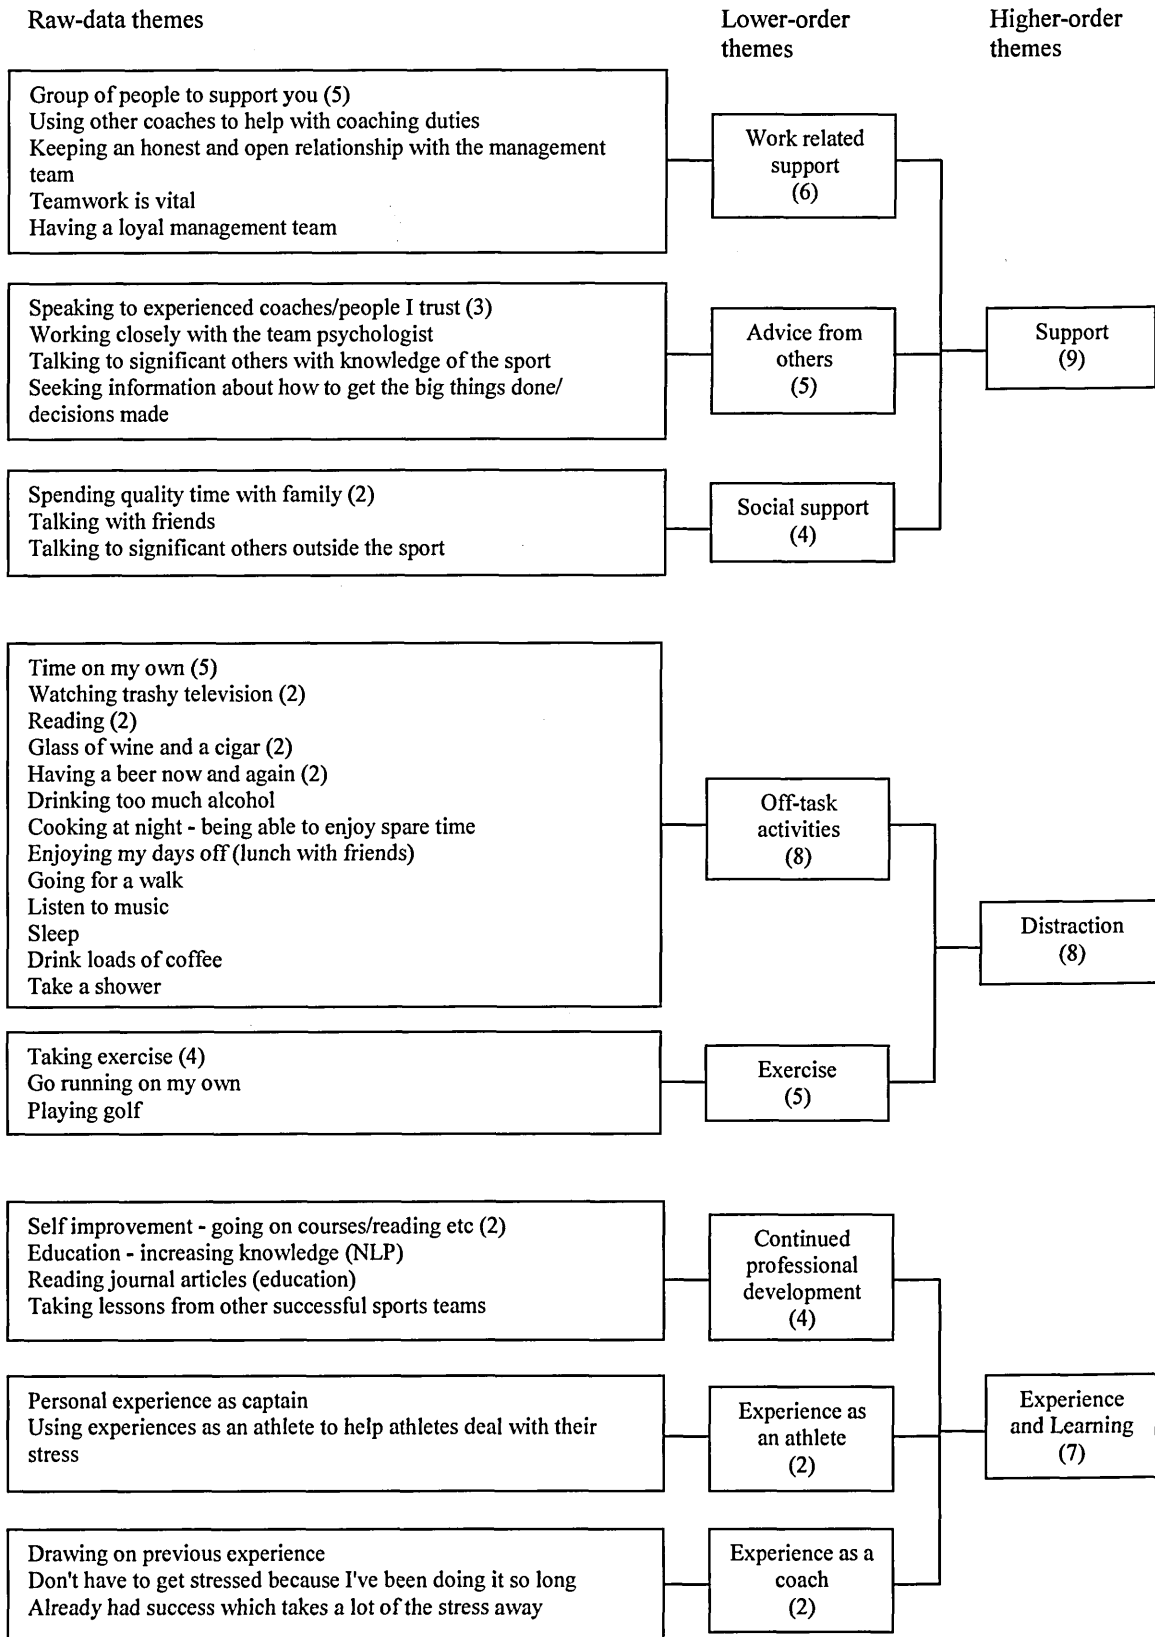 Raw-data themes
Lower-order
themes
Higher-order
themes
Group of people to support you (5)
Using other coaches to help with coaching duties
Keeping an honest and open relationship with the management
team
Teamwork is vital
Having a loyal management team
Work related
support
(6)
Speaking to experienced coaches/people I trust (3)
Working closely with the team psychologist
Talking to significant others with knowledge of the sport
Seeking information about how to get the big things done/
decisions made
Advice from
others
(5)
Support
(9)
Spending quality time with family (2)
Talking with friends
Talking to significant others outside the sport
Social support
(4)
Time on my own (5)
Watching trashy television (2)
Reading (2)
Glass of wine and a cigar (2)
Having a beer now and again (2)
Drinking too much alcohol
Cooking at night - being able to enjoy spare time
Enjoying my days off (lunch with friends)
Going for a walk
Listen to music
Sleep
Drink loads of coffee
Take a shower
Off-task
activities
(8)
Distraction
(8)
Taking exercise (4)
Go running on my own
Playing golf
Exercise
(5)
Self improvement - going on courses/reading etc (2)
Education - increasing knowledge (NLP)
Reading journal articles (education)
Taking lessons from other successful sports teams
Continued
professional
development
(4)
Personal experience as captain
Using experiences as an athlete to help athletes deal with their
stress
Experience as
an athlete
(2)
Experience
and Learning
(7)
Drawing on previous experience
Don't have to get stressed because I've been doing it so long
Already had success which takes a lot of the stress away
Experience as a
coach
(2)